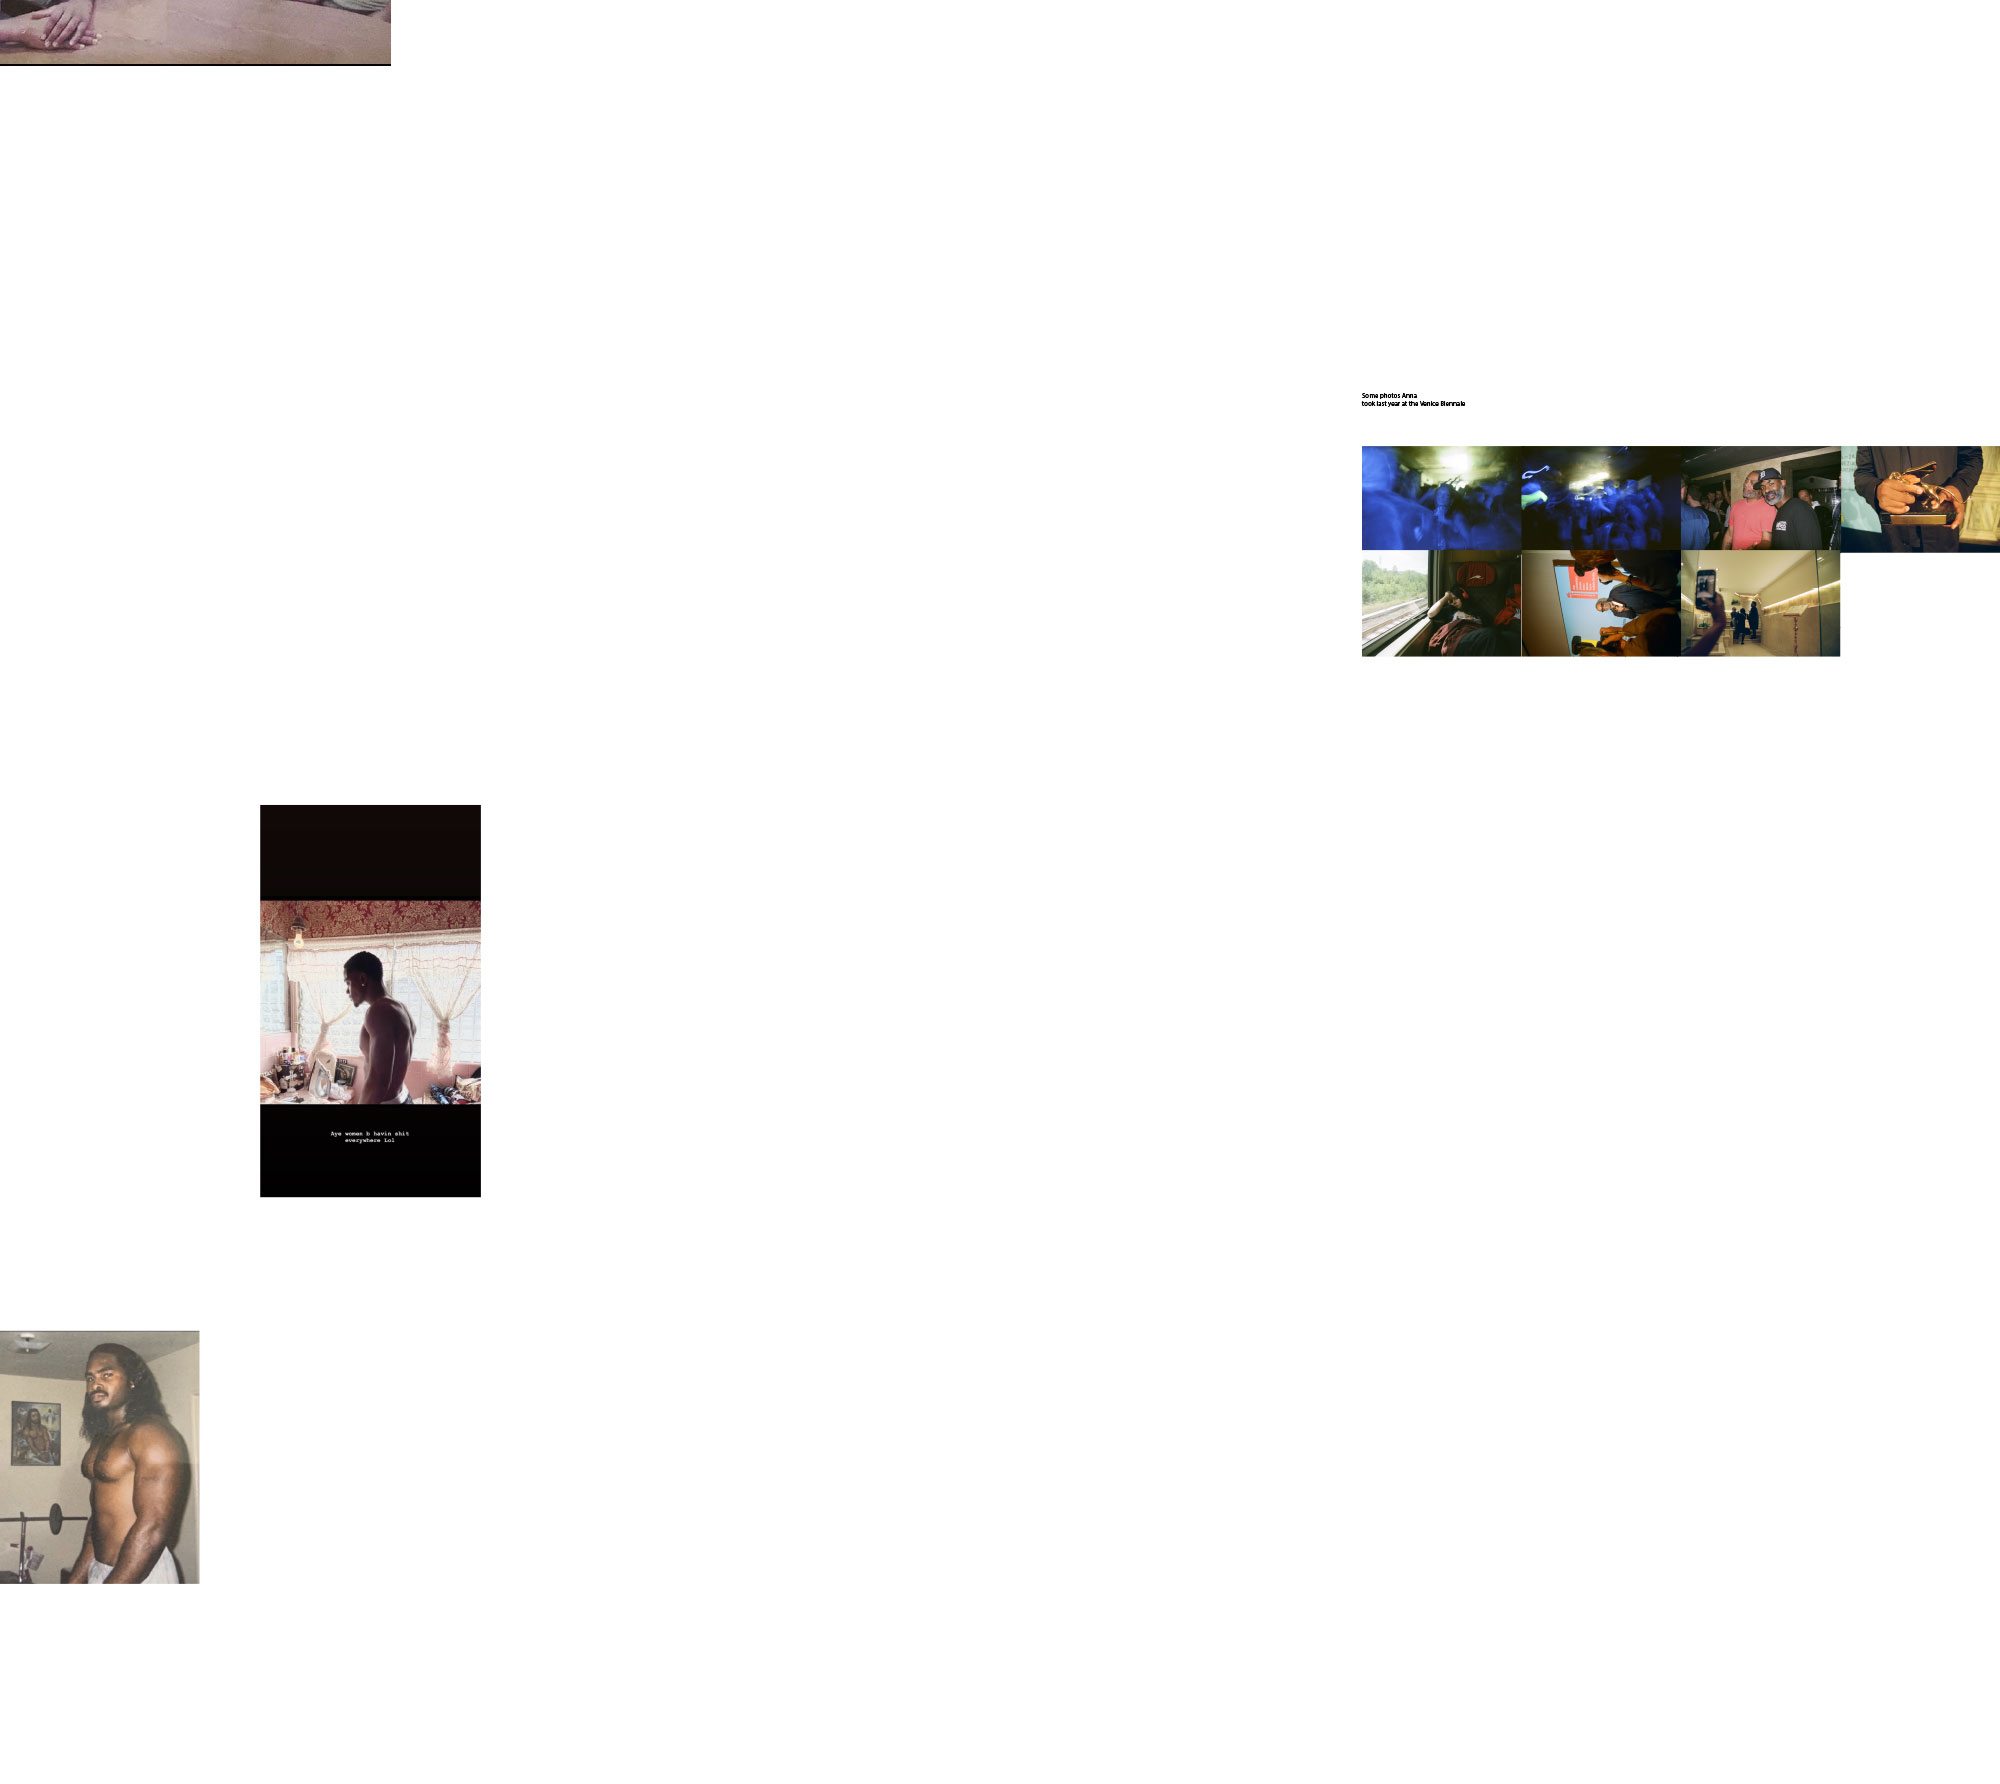 Some photos Anna
took last year at the Venice Biennale
Aye women b havin shit
everywhere Lol